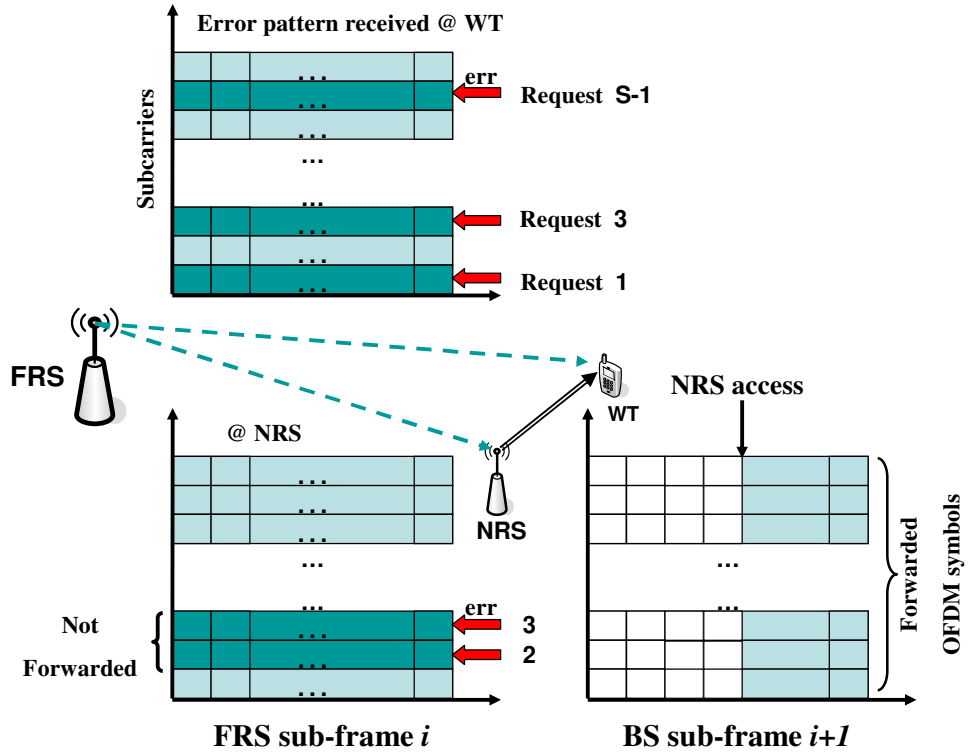 Error pattern received @ WT
Subcarriers
...
err
...
Request S-1
...
...
...
...
Request 3
...
Request 1
FRS
NRS access
WT
@ NRS
NRS
...
...
...
...
...
err
...
3
...
2
...
Not
Forwarded
...
...
Forwarded
OFDM symbols
FRS sub-frame i
BS sub-frame i+1